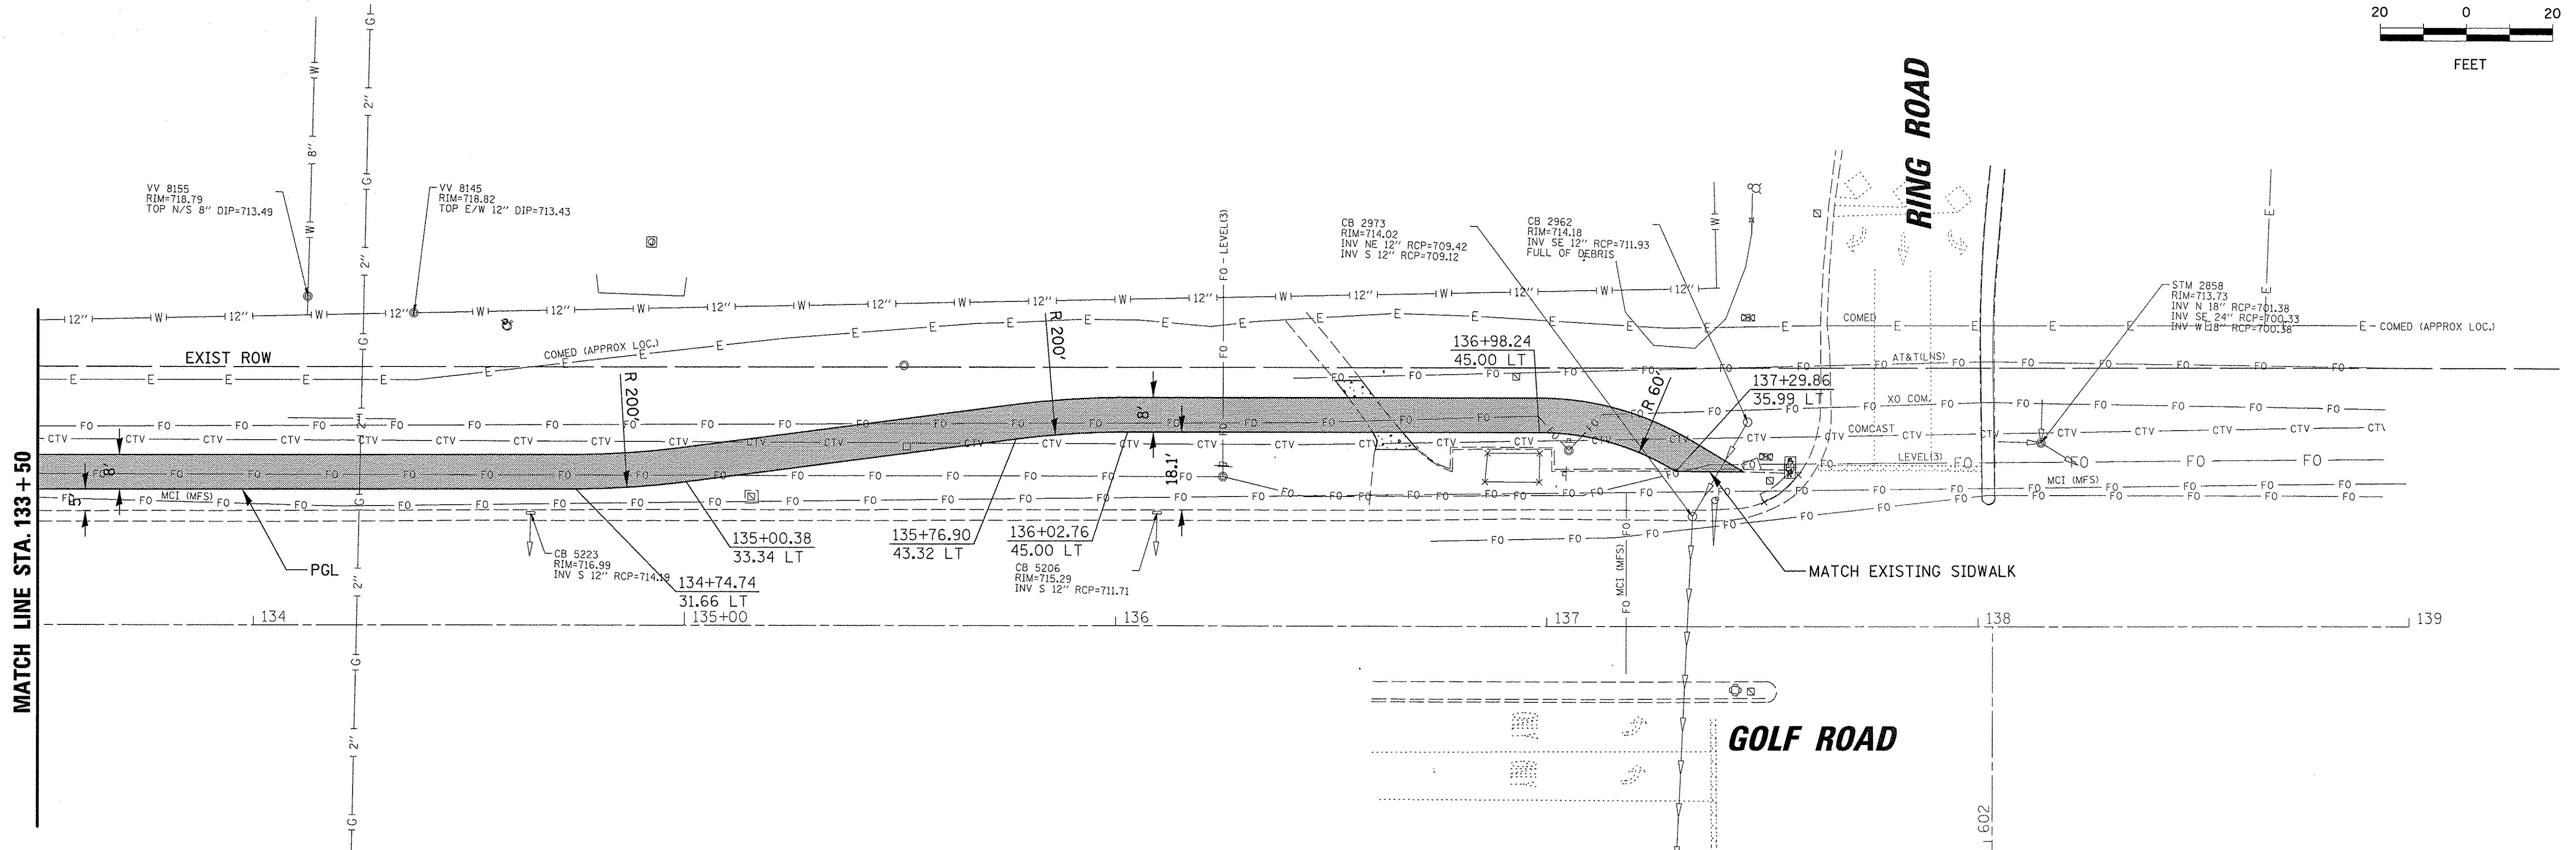 20 0 20
FEET
RING ROAD
VV 8155
RIM=718.79
TOP N/S 8" DIP=713.49
VV 8145
RIM=718.82
TOP E/W 12" DIP=713.43
CB 2973
RIM=714.02
INV NE 12" RCP=709.42
INV S 12" RCP=709.12
CB 2962
RIM=714.18
INV SE 12" RCP=711.93
FULL OF DEBRIS
STM 2858
RIM=713.73
INV N 18" RCP=701.38
INV SE 24" RCP=700.33
INV W 18" RCP=700.38
FO - LEVEL(3)
COMED
E - COMED (APPROX LOC.)
EXIST ROW
COMED (APPROX LOC.)
R 200'
R 200'
136+98.24
45.00 LT
R 60'
137+29.86
35.99 LT
AT&T(LNS)
XO COM.
COMCAST
LEVEL(3)
MCI (MFS)
8'
8'
5'
18.1'
MCI (MFS)
MATCH LINE STA. 133+50
PGL
CB 5223
RIM=716.99
INV S 12" RCP=714.19
134+74.74
31.66 LT
135+00.38
33.34 LT
135+76.90
43.32 LT
136+02.76
45.00 LT
CB 5206
RIM=715.29
INV S 12" RCP=711.71
FO MCI (MFS) FO
MATCH EXISTING SIDWALK
134
135+00
136
137
138
139
GOLF ROAD
602